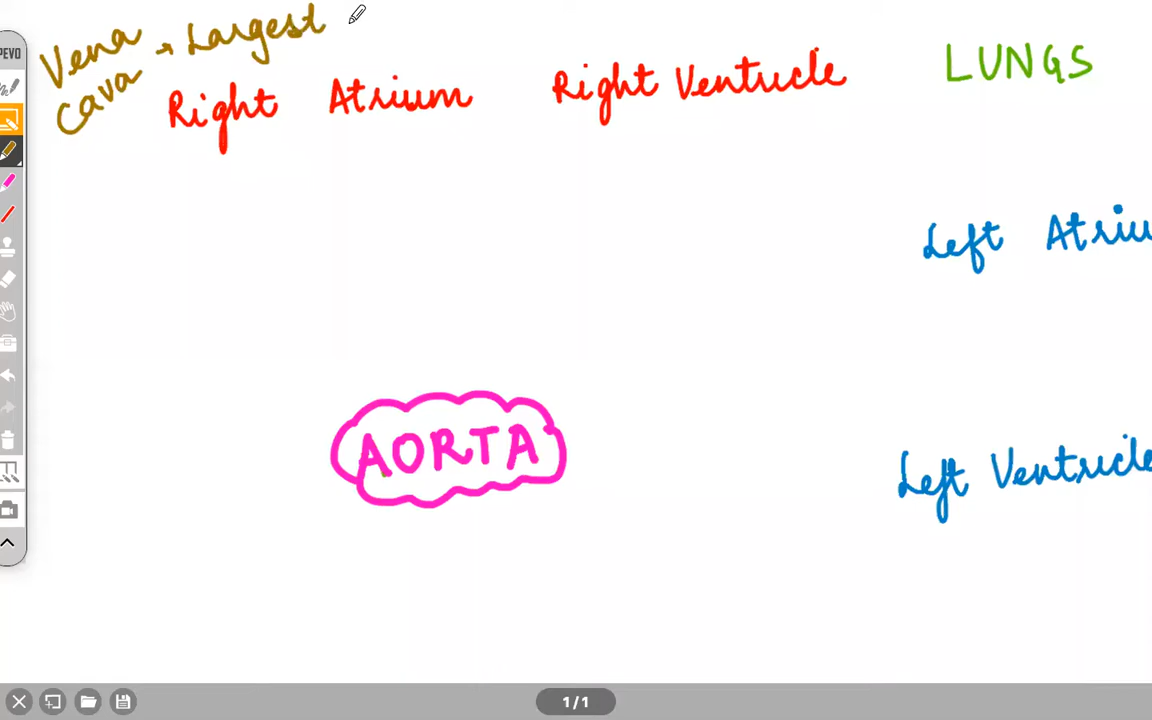 Vena → Largest
Cava
Right Atrium
Right Ventricle
LUNGS
Left Atriu
AORTA
Left Ventricle
PEVO
1/1